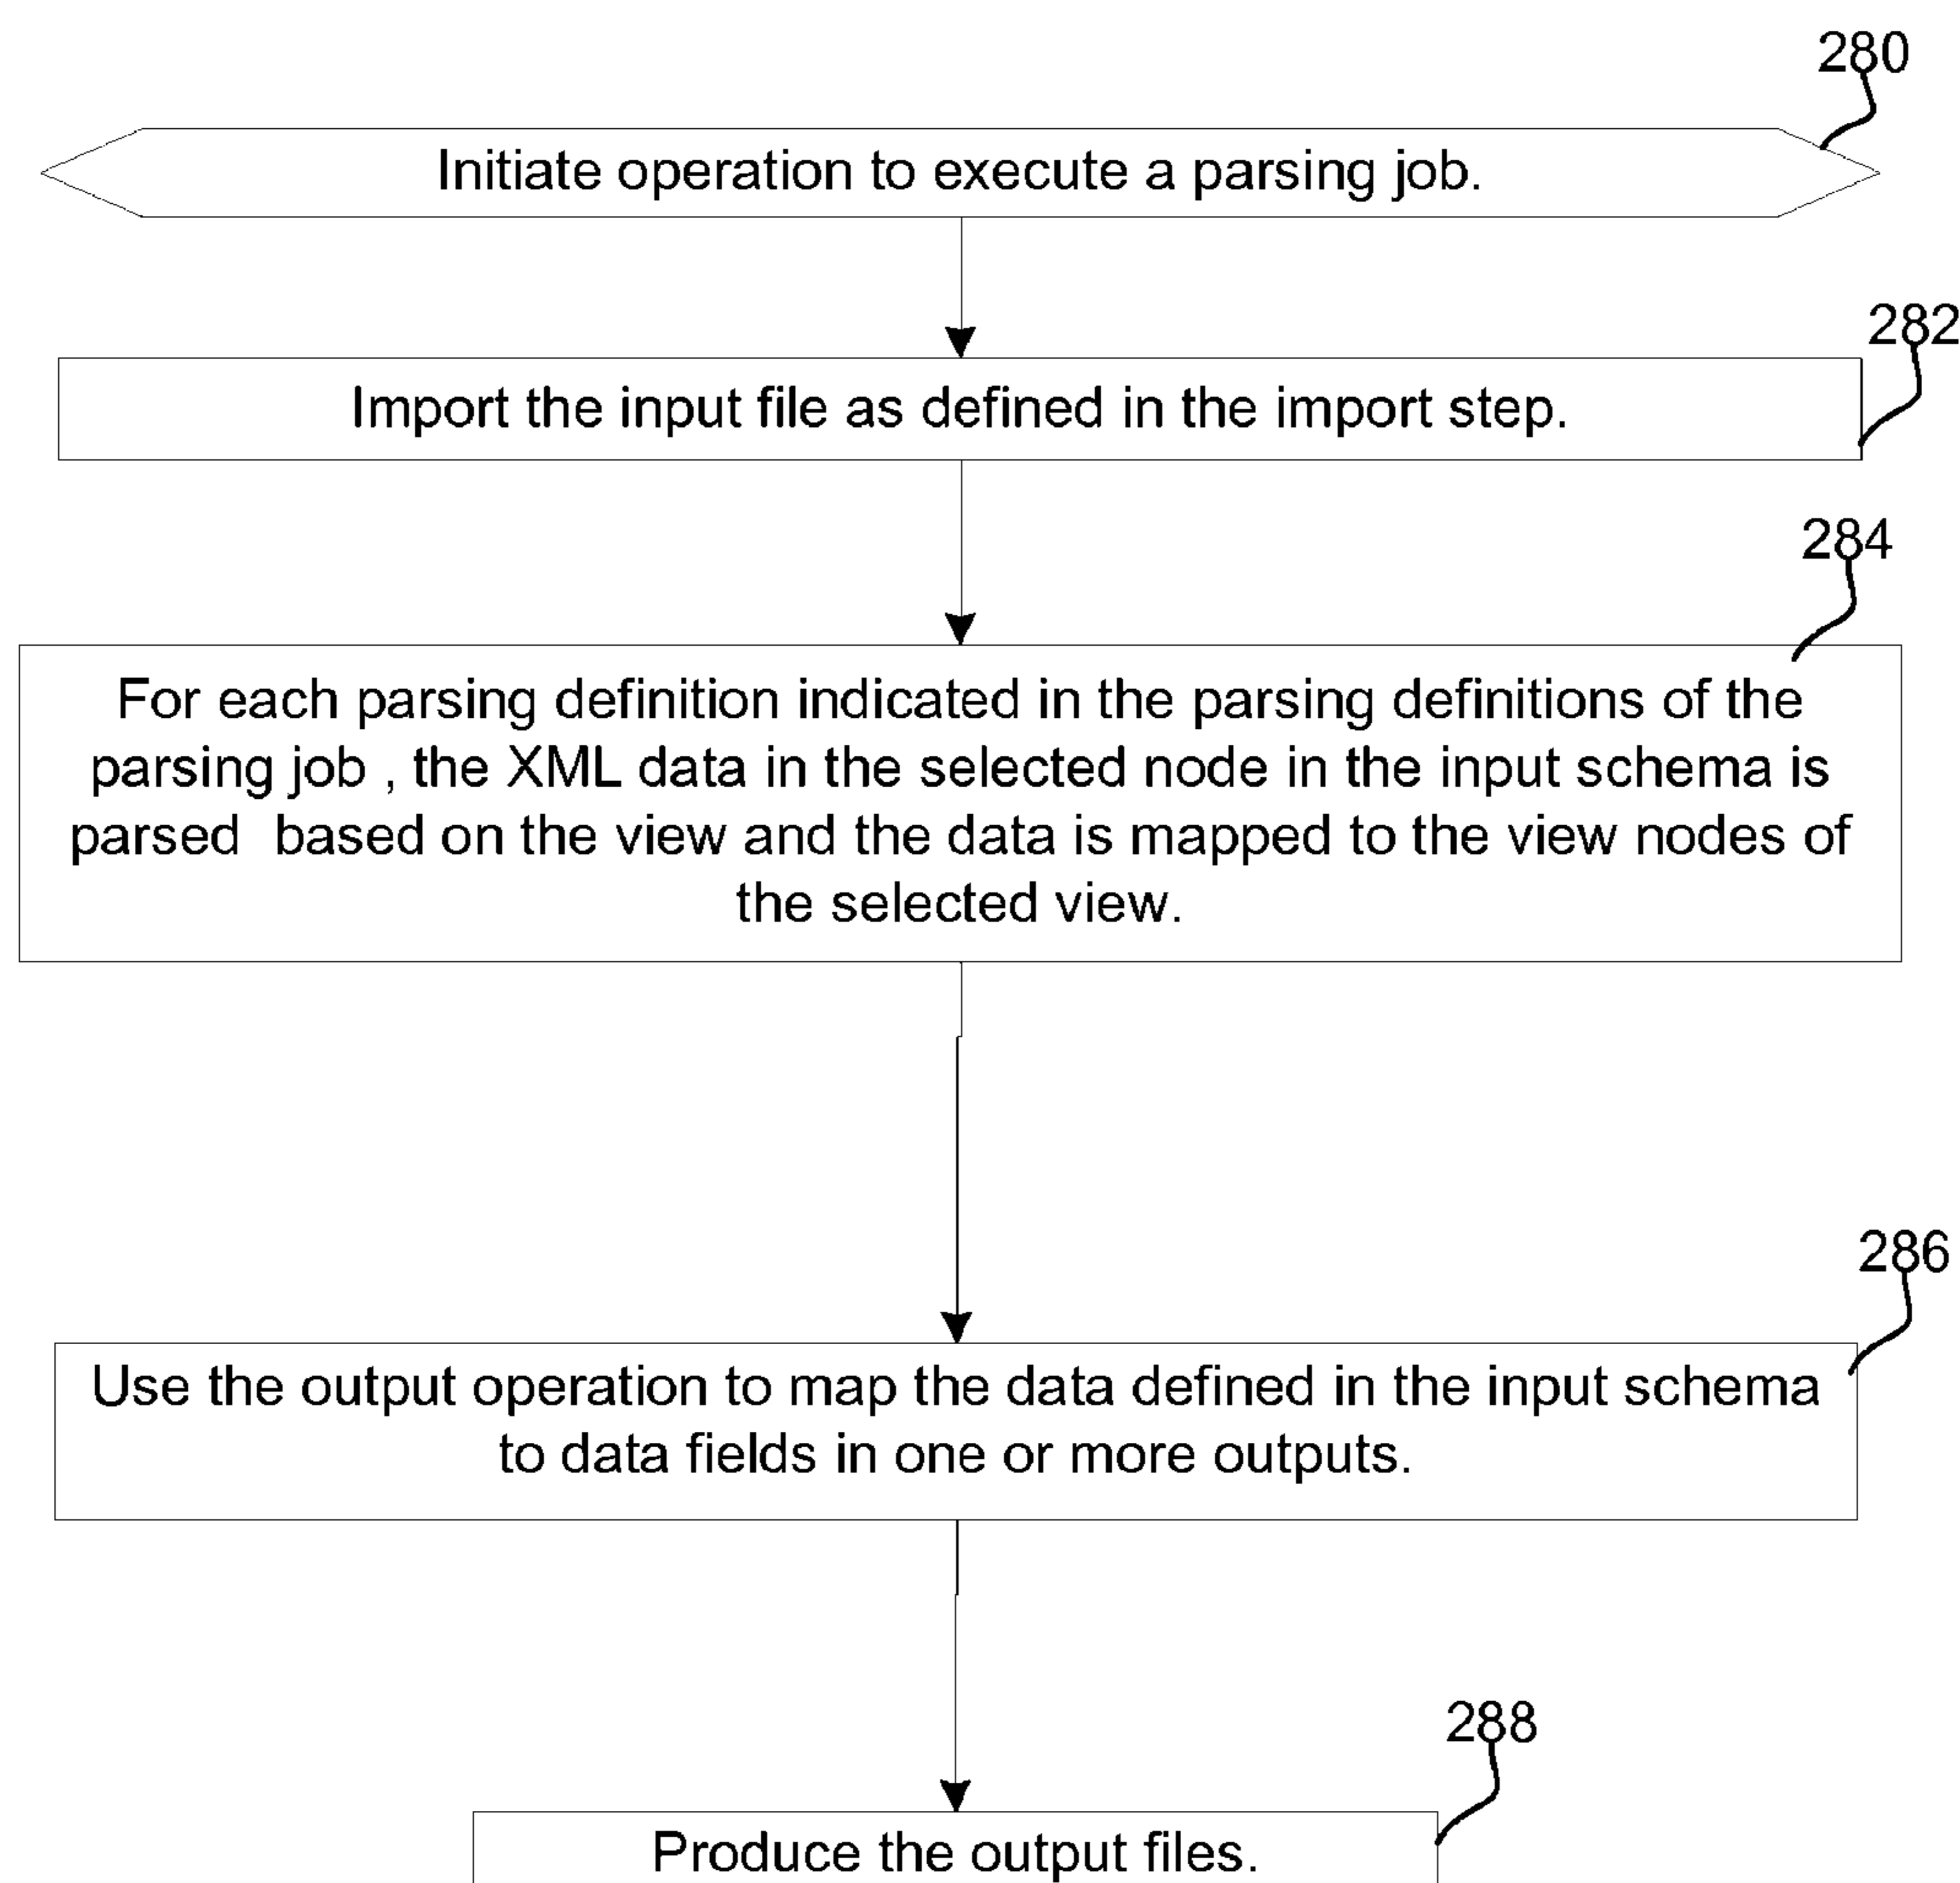 280
Initiate operation to execute a parsing job.
282
Import the input file as defined in the import step.
284
For each parsing definition indicated in the parsing definitions of the
parsing job , the XML data in the selected node in the input schema is
parsed  based on the view and the data is mapped to the view nodes of
the selected view.
286
Use the output operation to map the data defined in the input schema
to data fields in one or more outputs.
288
Produce the output files.